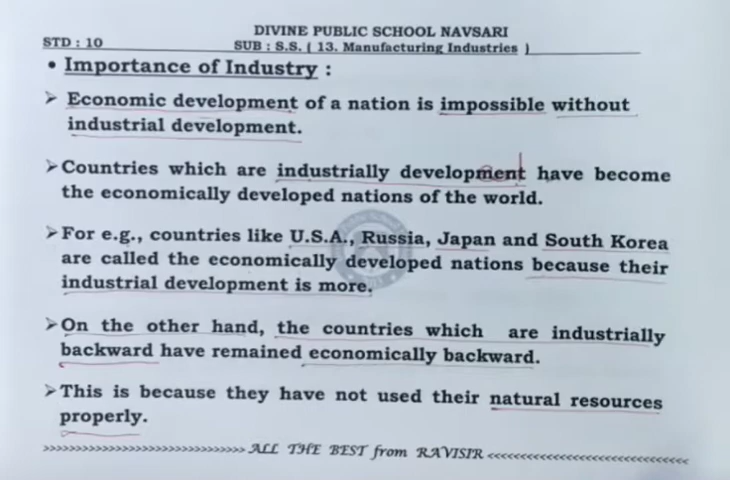 DIVINE PUBLIC SCHOOL NAVSARI
STD : 10 SUB : S.S. ( 13. Manufacturing Industries )
• Importance of Industry :
➢ Economic development of a nation is impossible without
industrial development.
➢ Countries which are industrially development have become
the economically developed nations of the world.
➢ For e.g., countries like U.S.A., Russia, Japan and South Korea
are called the economically developed nations because their
industrial development is more.
➢ On the other hand, the countries which are industrially
backward have remained economically backward.
➢ This is because they have not used their natural resources
properly.
»»»»»»»»»»»»»»»»»»»» ALL THE BEST from RAVISIR ««««««««««««««««««««